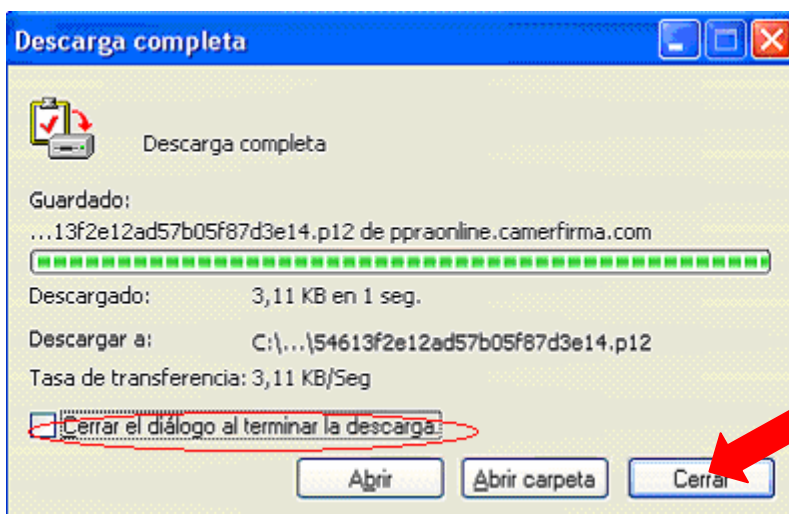 Descarga completa
Descarga completa
Guardado:
...13f2e12ad57b05f87d3e14.p12 de ppraonline.camerfirma.com
Descargado: 3,11 KB en 1 seg.
Descargar a: C:\...\54613f2e12ad57b05f87d3e14.p12
Tasa de transferencia: 3,11 KB/Seg
Cerrar el diálogo al terminar la descarga
Abrir Abrir carpeta Cerrar